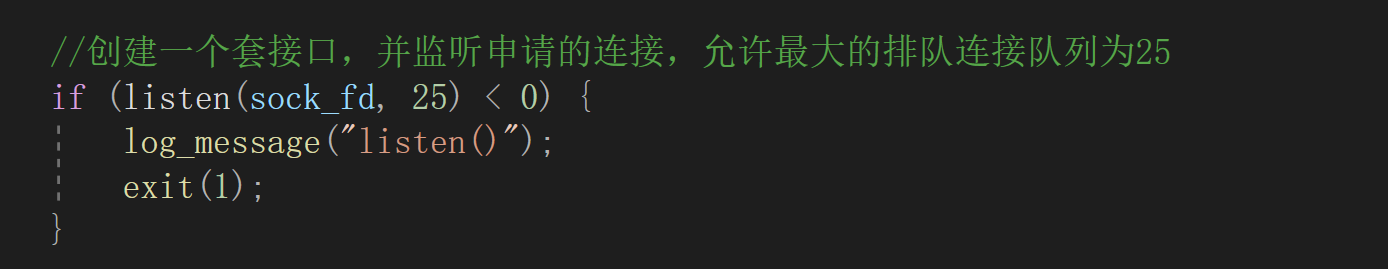 //创建一个套接口，并监听申请的连接，允许最大的排队连接队列为25
if (listen(sock_fd, 25) < 0) {
    log_message("listen()");
    exit(1);
}